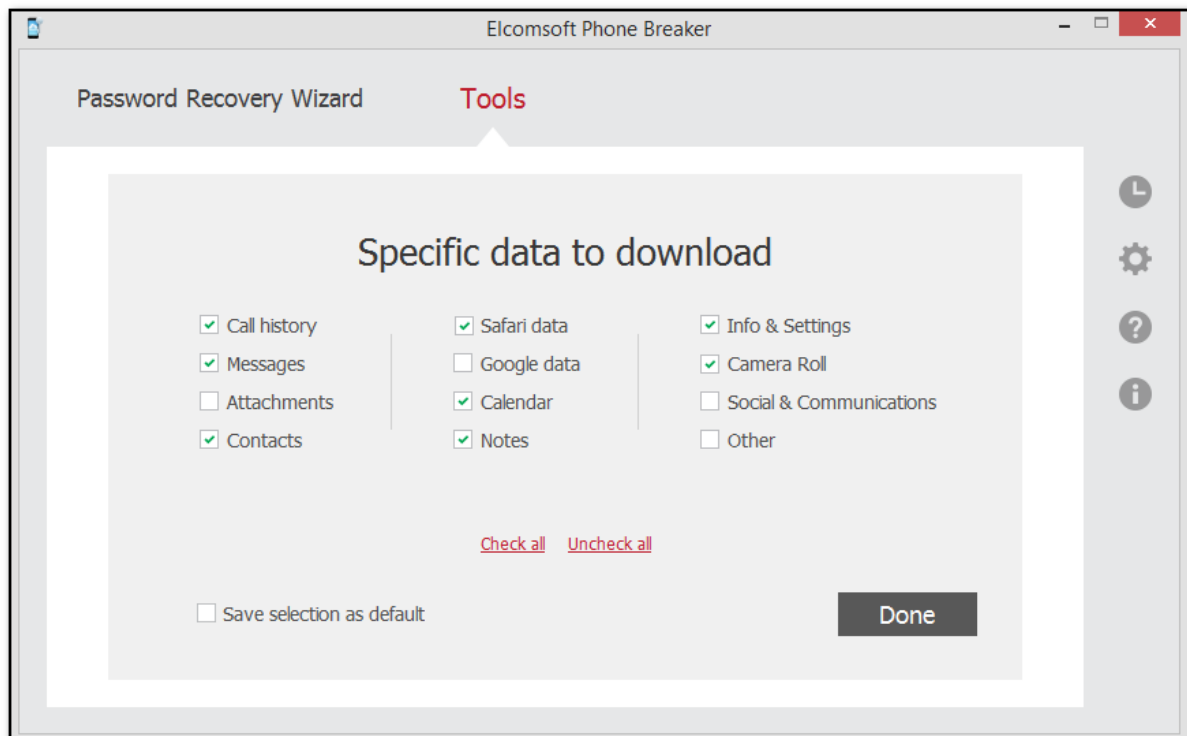 Elcomsoft Phone Breaker
Password Recovery Wizard
Tools
Specific data to download
Call history
Messages
Attachments
Contacts
Safari data
Google data
Calendar
Notes
Info & Settings
Camera Roll
Social & Communications
Other
Check all
Uncheck all
Save selection as default
Done